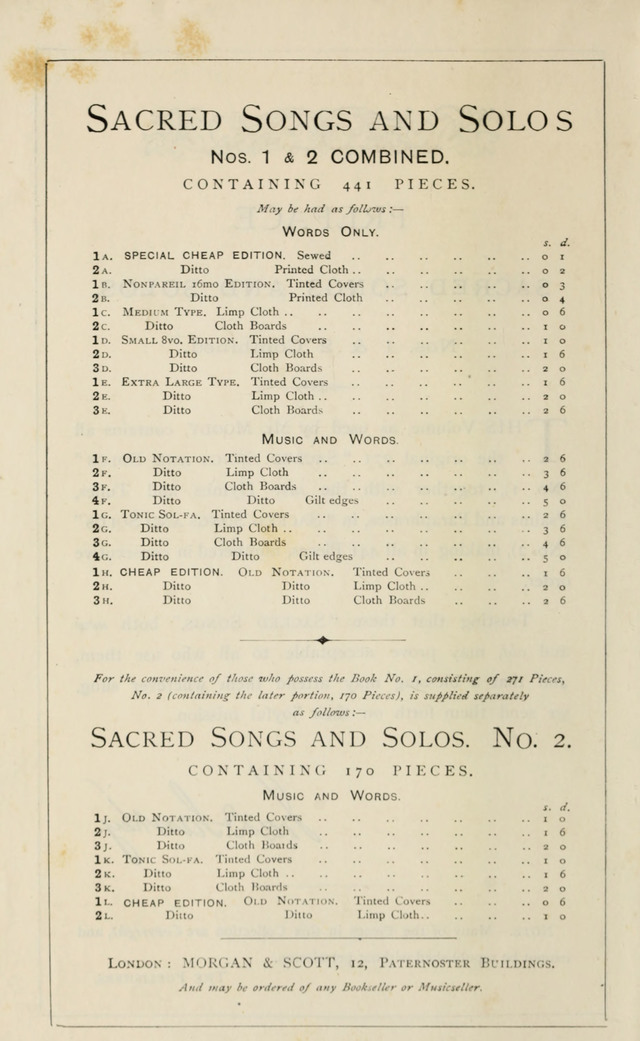 SACRED SONGS AND SOLOS
NOS. 1 & 2 COMBINED.
CONTAINING 441 PIECES.
May be had as follows:—
WORDS ONLY.
s. d.
1A. SPECIAL CHEAP EDITION. Sewed .. .. .. .. .. .. .. 0 1
2A. Ditto Printed Cloth .. .. .. .. .. .. .. 0 2
1B. NONPAREIL 16MO EDITION. Tinted Covers .. .. .. .. .. .. 0 3
2B. Ditto Printed Cloth .. .. .. .. .. .. 0 4
1C. MEDIUM TYPE. Limp Cloth .. .. .. .. .. .. .. .. 0 6
2C. Ditto Cloth Boards .. .. .. .. .. .. .. 1 0
1D. SMALL 8VO. EDITION. Tinted Covers .. .. .. .. .. .. .. 1 0
2D. Ditto Limp Cloth .. .. .. .. .. .. .. 1 6
3D. Ditto Cloth Boards .. .. .. .. .. .. .. 2 0
1E. EXTRA LARGE TYPE. Tinted Covers .. .. .. .. .. .. .. 1 6
2E. Ditto Limp Cloth .. .. .. .. .. .. .. 2 0
3E. Ditto Cloth Boards .. .. .. .. .. .. .. 2 6
MUSIC AND WORDS.
1F. OLD NOTATION. Tinted Covers .. .. .. .. .. .. .. 2 6
2F. Ditto Limp Cloth .. .. .. .. .. .. .. 3 6
3F. Ditto Cloth Boards .. .. .. .. .. .. .. 4 6
4F. Ditto Ditto Gilt edges .. .. .. .. .. 5 0
1G. TONIC SOL-FA. Tinted Covers .. .. .. .. .. .. .. 2 6
2G. Ditto Limp Cloth .. .. .. .. .. .. .. .. 3 6
3G. Ditto Cloth Boards .. .. .. .. .. .. .. 4 6
4G. Ditto Ditto Gilt edges .. .. .. .. .. 5 0
1H. CHEAP EDITION. OLD NOTATION. Tinted Covers .. .. .. .. 1 6
2H. Ditto Ditto Limp Cloth .. .. .. .. .. 2 0
3H. Ditto Ditto Cloth Boards .. .. .. .. 2 6
For the convenience of those who possess the Book No. 1, consisting of 271 Pieces,
No. 2 (containing the later portion, 170 Pieces), is supplied separately
as follows:—
SACRED SONGS AND SOLOS. NO. 2.
CONTAINING 170 PIECES.
MUSIC AND WORDS.
s. d.
1J. OLD NOTATION. Tinted Covers .. .. .. .. .. .. .. 1 0
2J. Ditto Limp Cloth .. .. .. .. .. .. .. 1 6
3J. Ditto Cloth Boards .. .. .. .. .. .. .. 2 0
1K. TONIC SOL-FA. Tinted Covers .. .. .. .. .. .. .. 1 0
2K. Ditto Limp Cloth .. .. .. .. .. .. .. .. 1 6
3K. Ditto Cloth Boards .. .. .. .. .. .. .. 2 0
1L. CHEAP EDITION. OLD NOTATION. Tinted Covers .. .. .. .. 0 6
2L. Ditto Ditto Limp Cloth .. .. .. .. .. 1 0
LONDON: MORGAN & SCOTT, 12, PATERNOSTER BUILDINGS.
And may be ordered of any Bookseller or Musicseller.